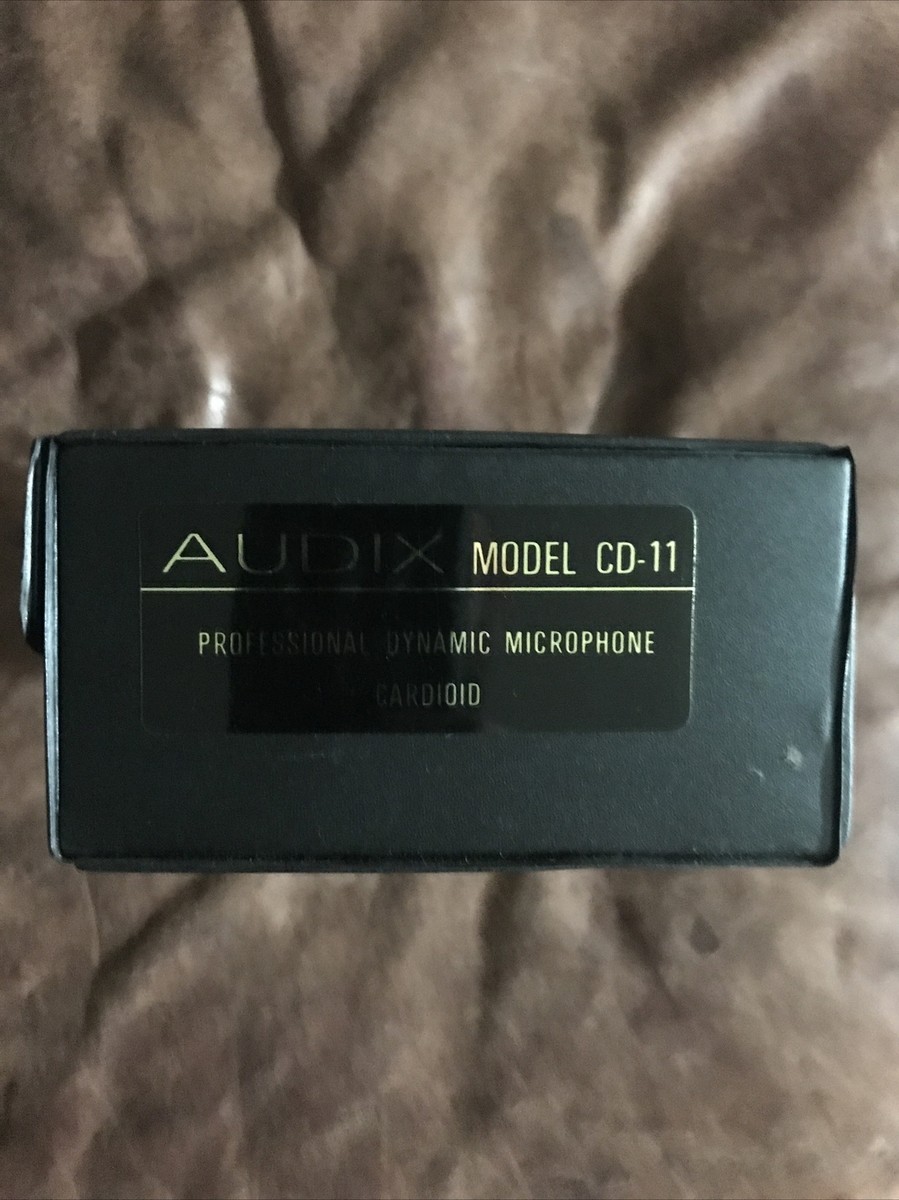 AUDIX MODEL CD-11
PROFESSIONAL DYNAMIC MICROPHONE
CARDIOID